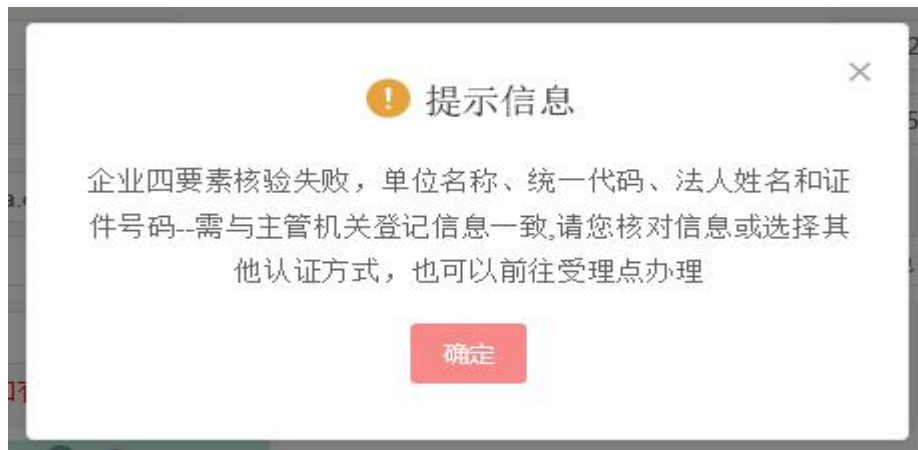 提示信息
企业四要素核验失败，单位名称、统一代码、法人姓名和证
件号码--需与主管机关登记信息一致,请您核对信息或选择其
他认证方式，也可以前往受理点办理
确定